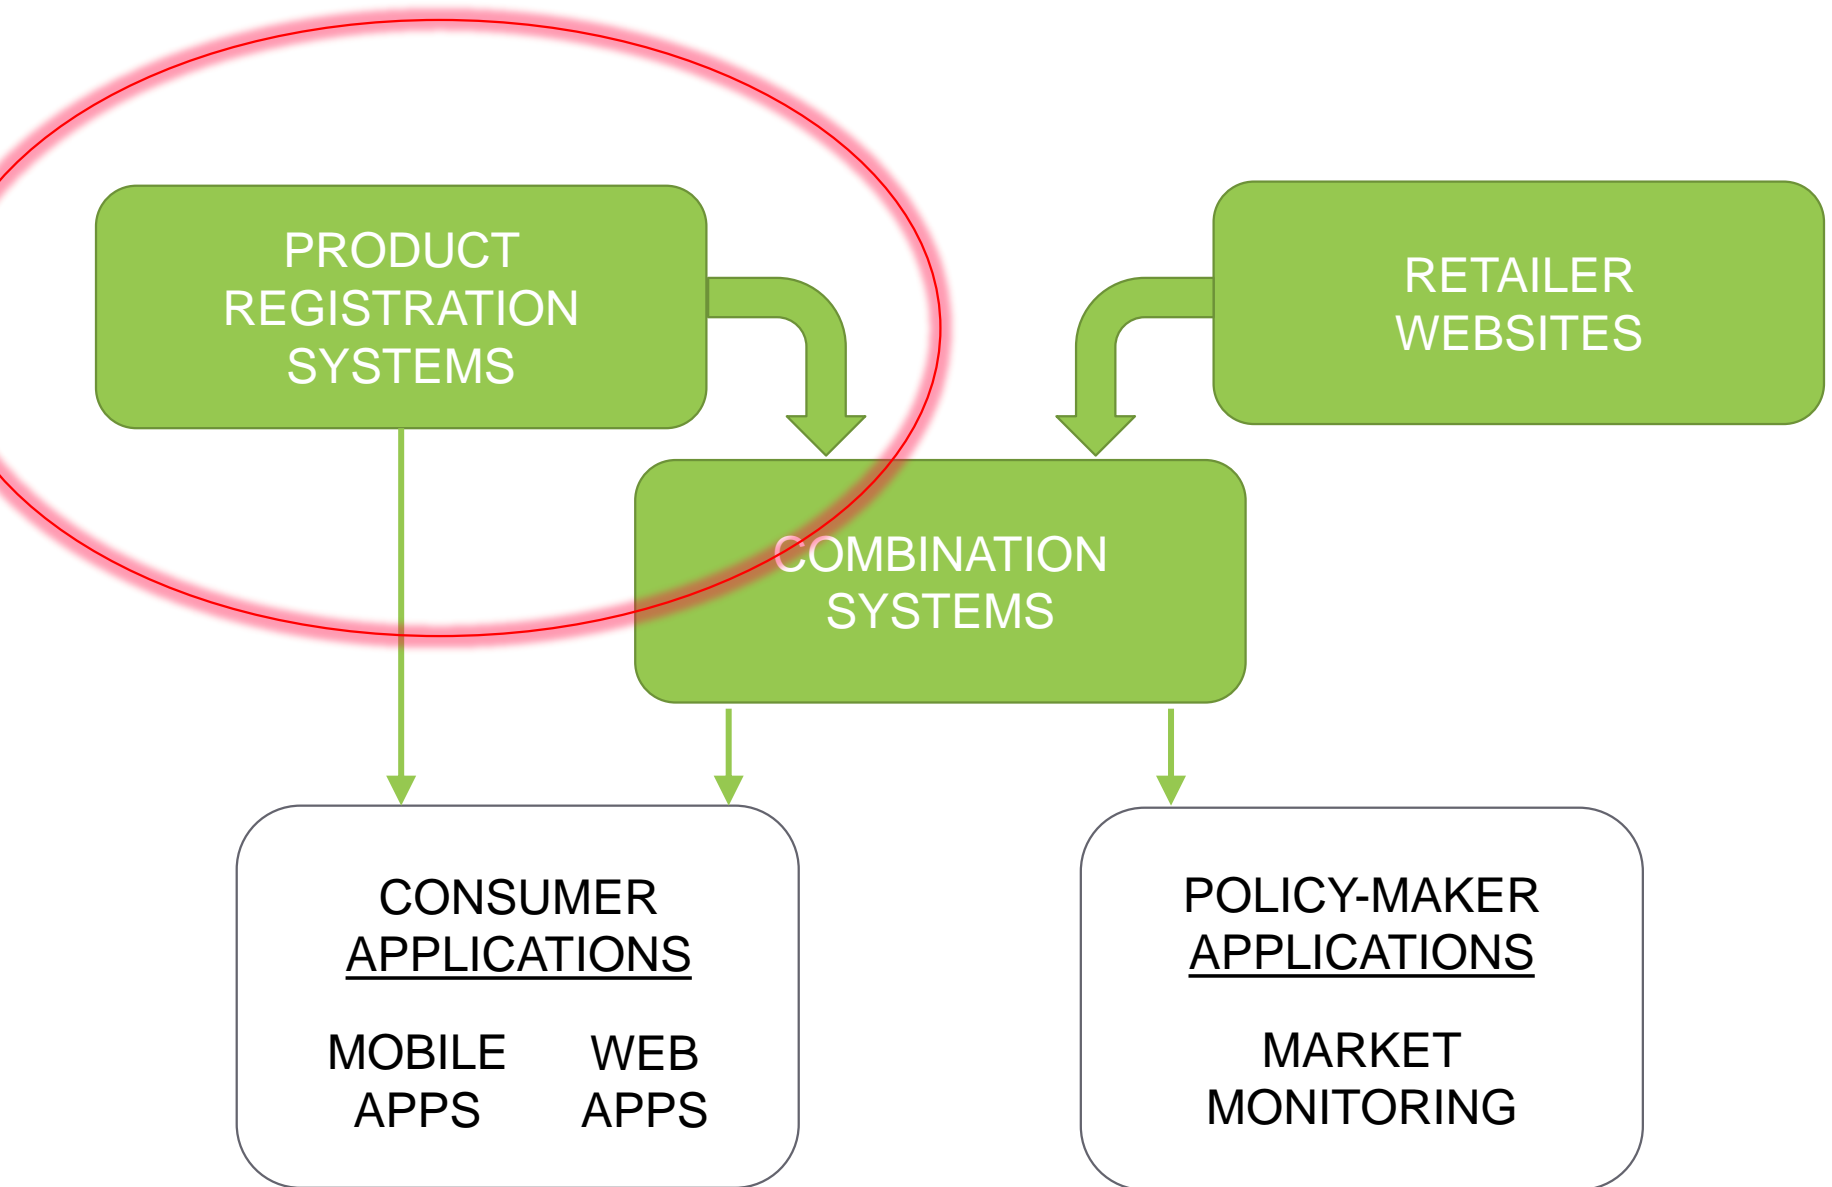 PRODUCT
REGISTRATION
SYSTEMS
RETAILER
WEBSITES
COMBINATION
SYSTEMS
CONSUMER
APPLICATIONS
MOBILE
APPS
WEB
APPS
POLICY-MAKER
APPLICATIONS
MARKET
MONITORING